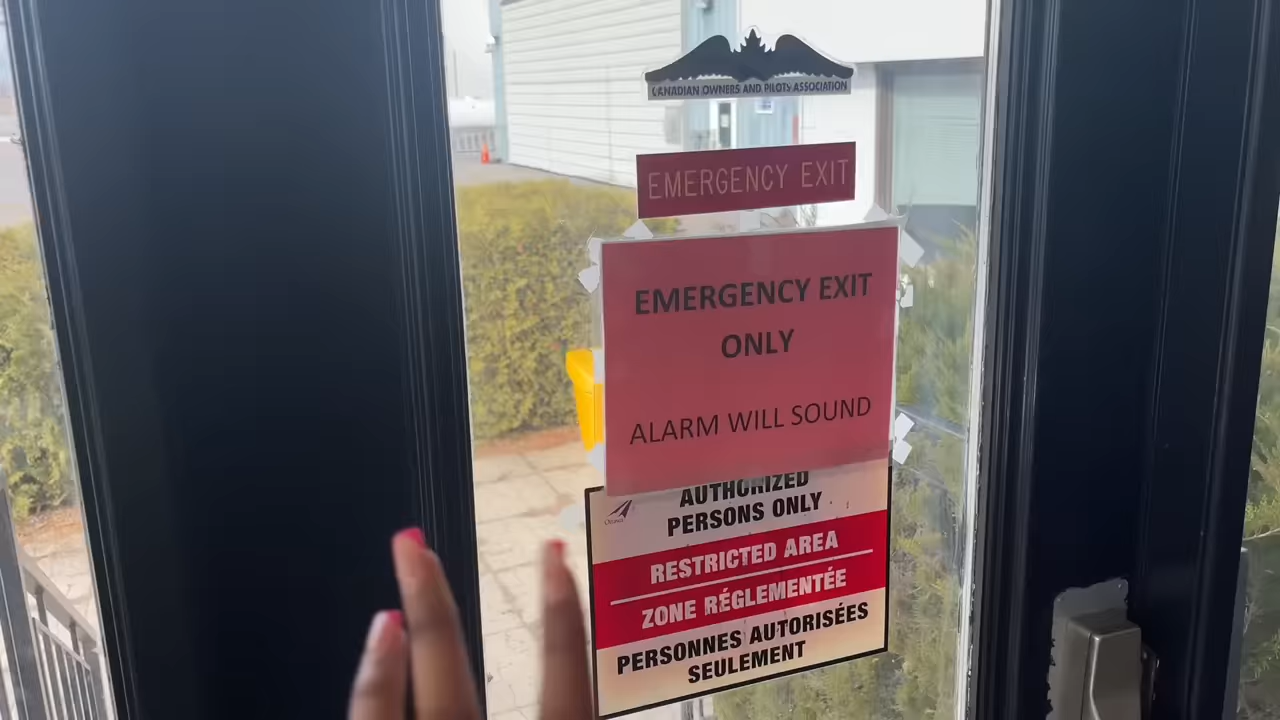 CANADIAN OWNERS AND PILOTS ASSOCIATION
EMERGENCY EXIT
EMERGENCY EXIT
ONLY
ALARM WILL SOUND
AUTHORIZED
PERSONS ONLY
RESTRICTED AREA
ZONE RÉGLEMENTÉE
PERSONNES AUTORISÉES
SEULEMENT